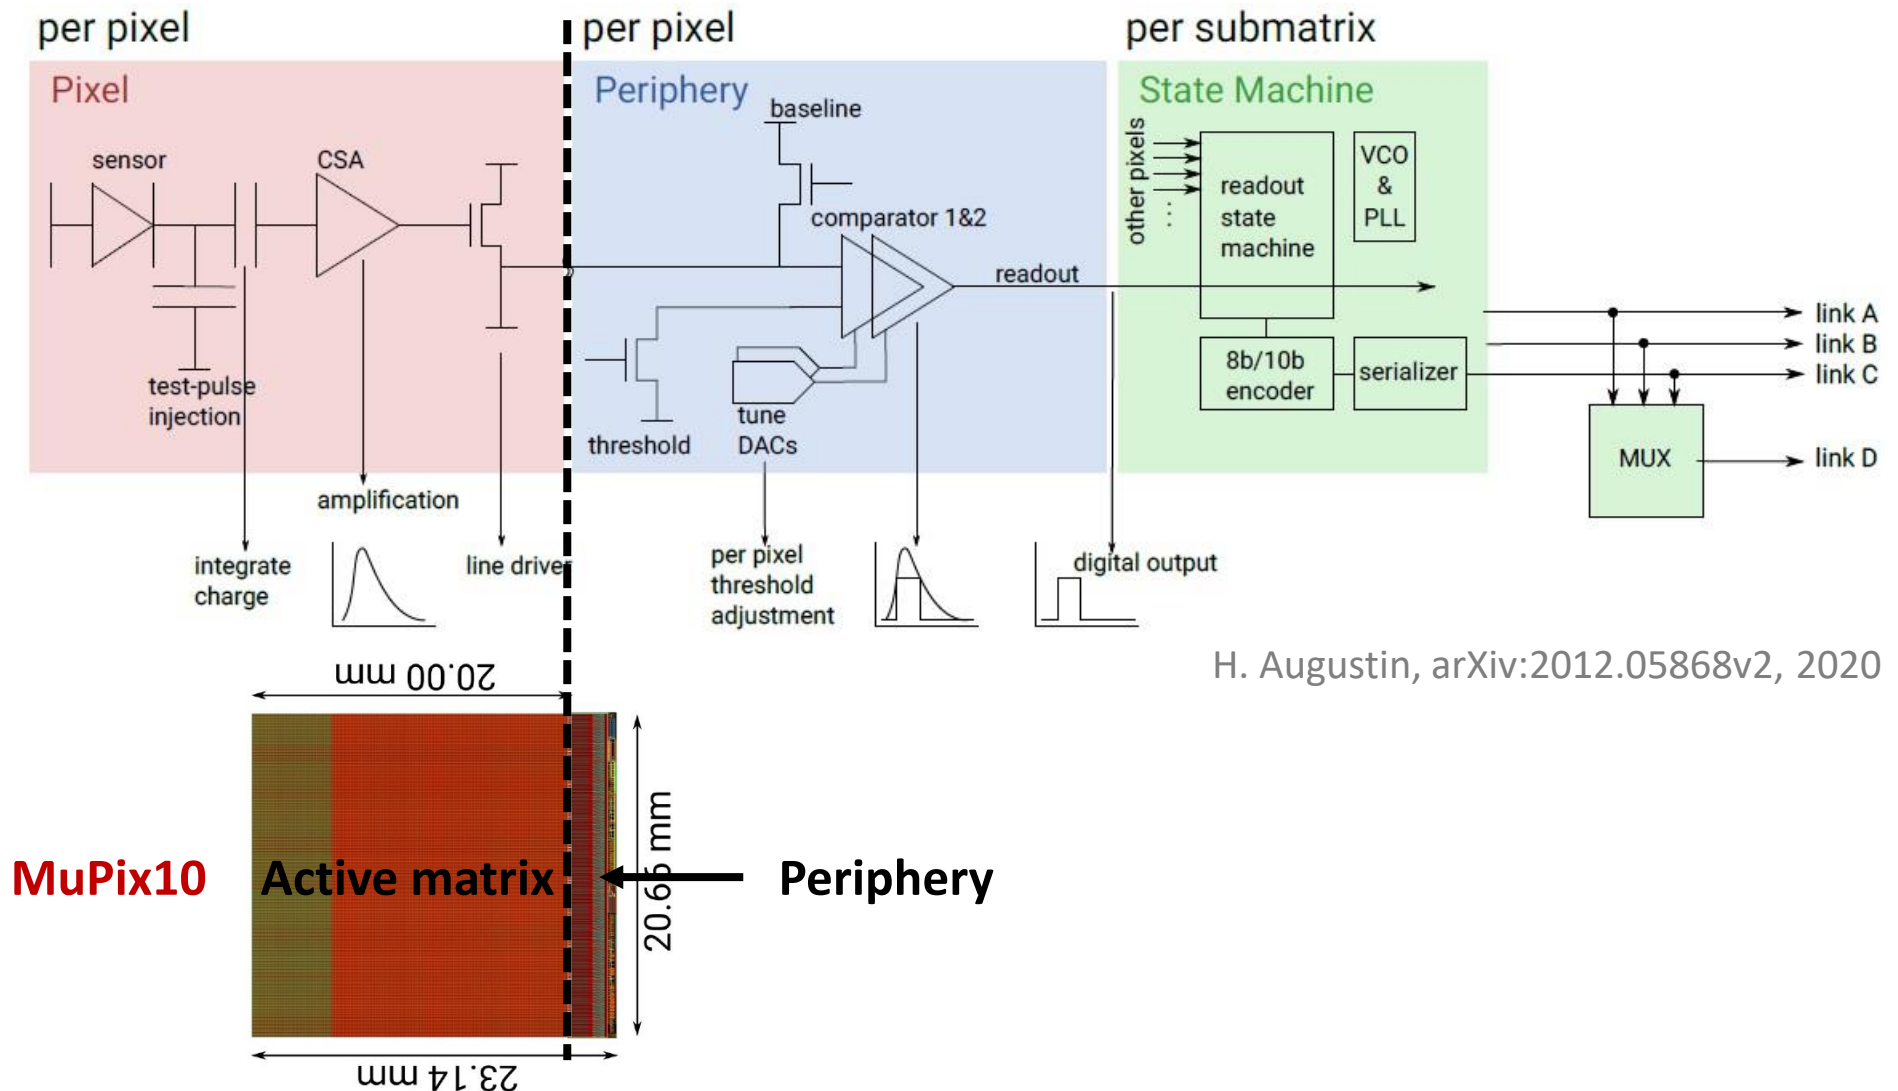 per pixel
per pixel
per submatrix
Pixel
Periphery
State Machine
sensor
CSA
test-pulse
injection
baseline
comparator 1&2
readout
threshold
tune
DACs
other pixels
...
readout
state
machine
VCO
&
PLL
8b/10b
encoder
serializer
link A
link B
link C
MUX
link D
integrate
charge
amplification
line driver
per pixel
threshold
adjustment
digital output
H. Augustin, arXiv:2012.05868v2, 2020
20.00 mm
MuPix10
Active matrix
20.66 mm
Periphery
23.14 mm